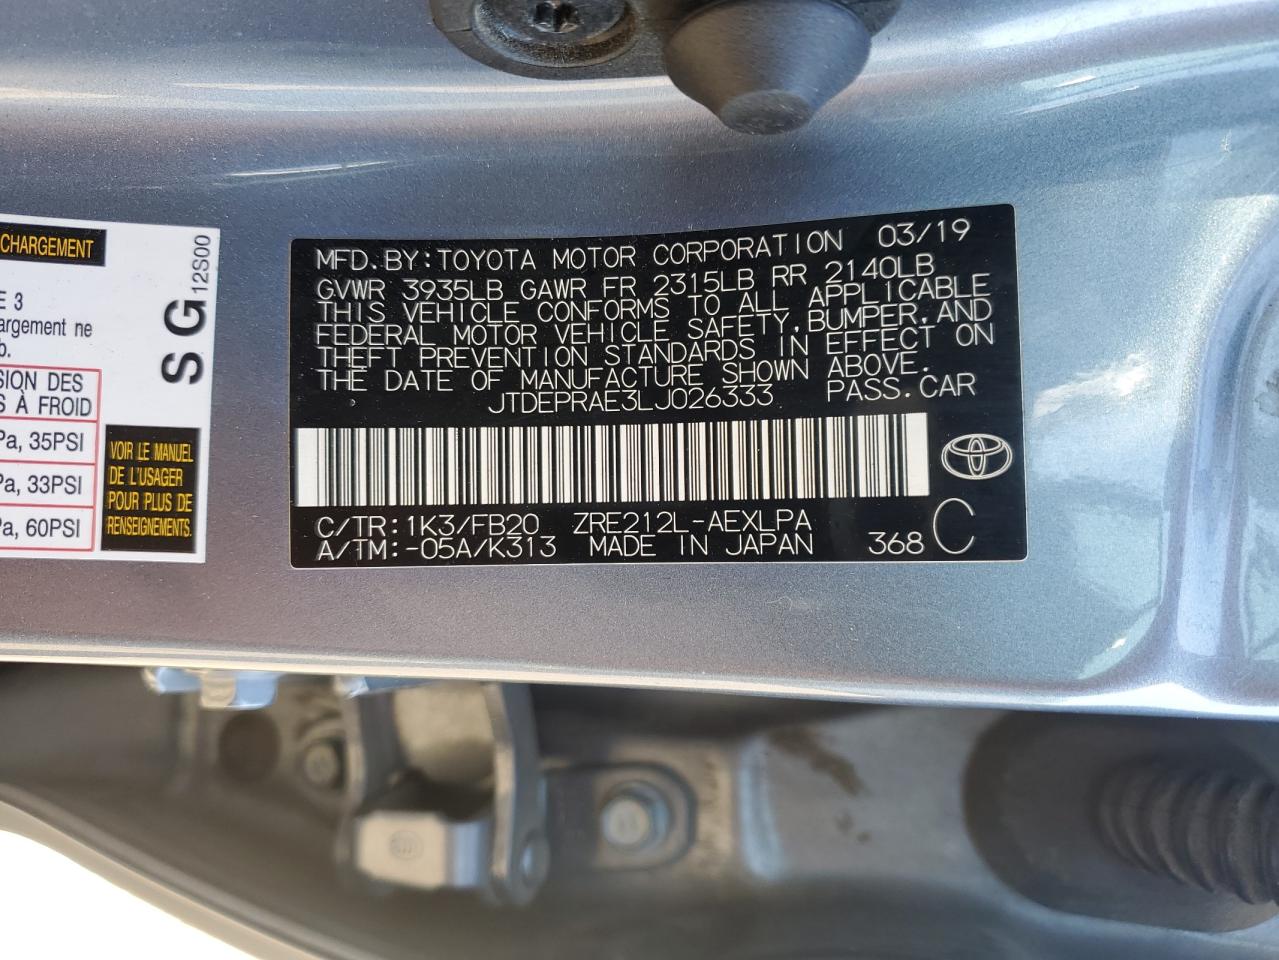 CHARGEMENT
E 3
argement ne
b.
SION DES
S À FROID
Pa, 35PSI
Pa, 33PSI
Pa, 60PSI
SG
12S00
VOIR LE MANUEL
DE L'USAGER
POUR PLUS DE
RENSEIGNEMENTS.
MFD.BY:TOYOTA MOTOR CORPORATION 03/19
GVWR 3935LB GAWR FR 2315LB RR 2140LB
THIS VEHICLE CONFORMS TO ALL APPLICABLE
FEDERAL MOTOR VEHICLE SAFETY,BUMPER,AND
THEFT PREVENTION STANDARDS IN EFFECT ON
THE DATE OF MANUFACTURE SHOWN ABOVE.
JTDEPRAE3LJ026333 PASS.CAR
C/TR:1K3/FB20 ZRE212L-AEXLPA
A/TM:-05A/K313 MADE IN JAPAN 368 C